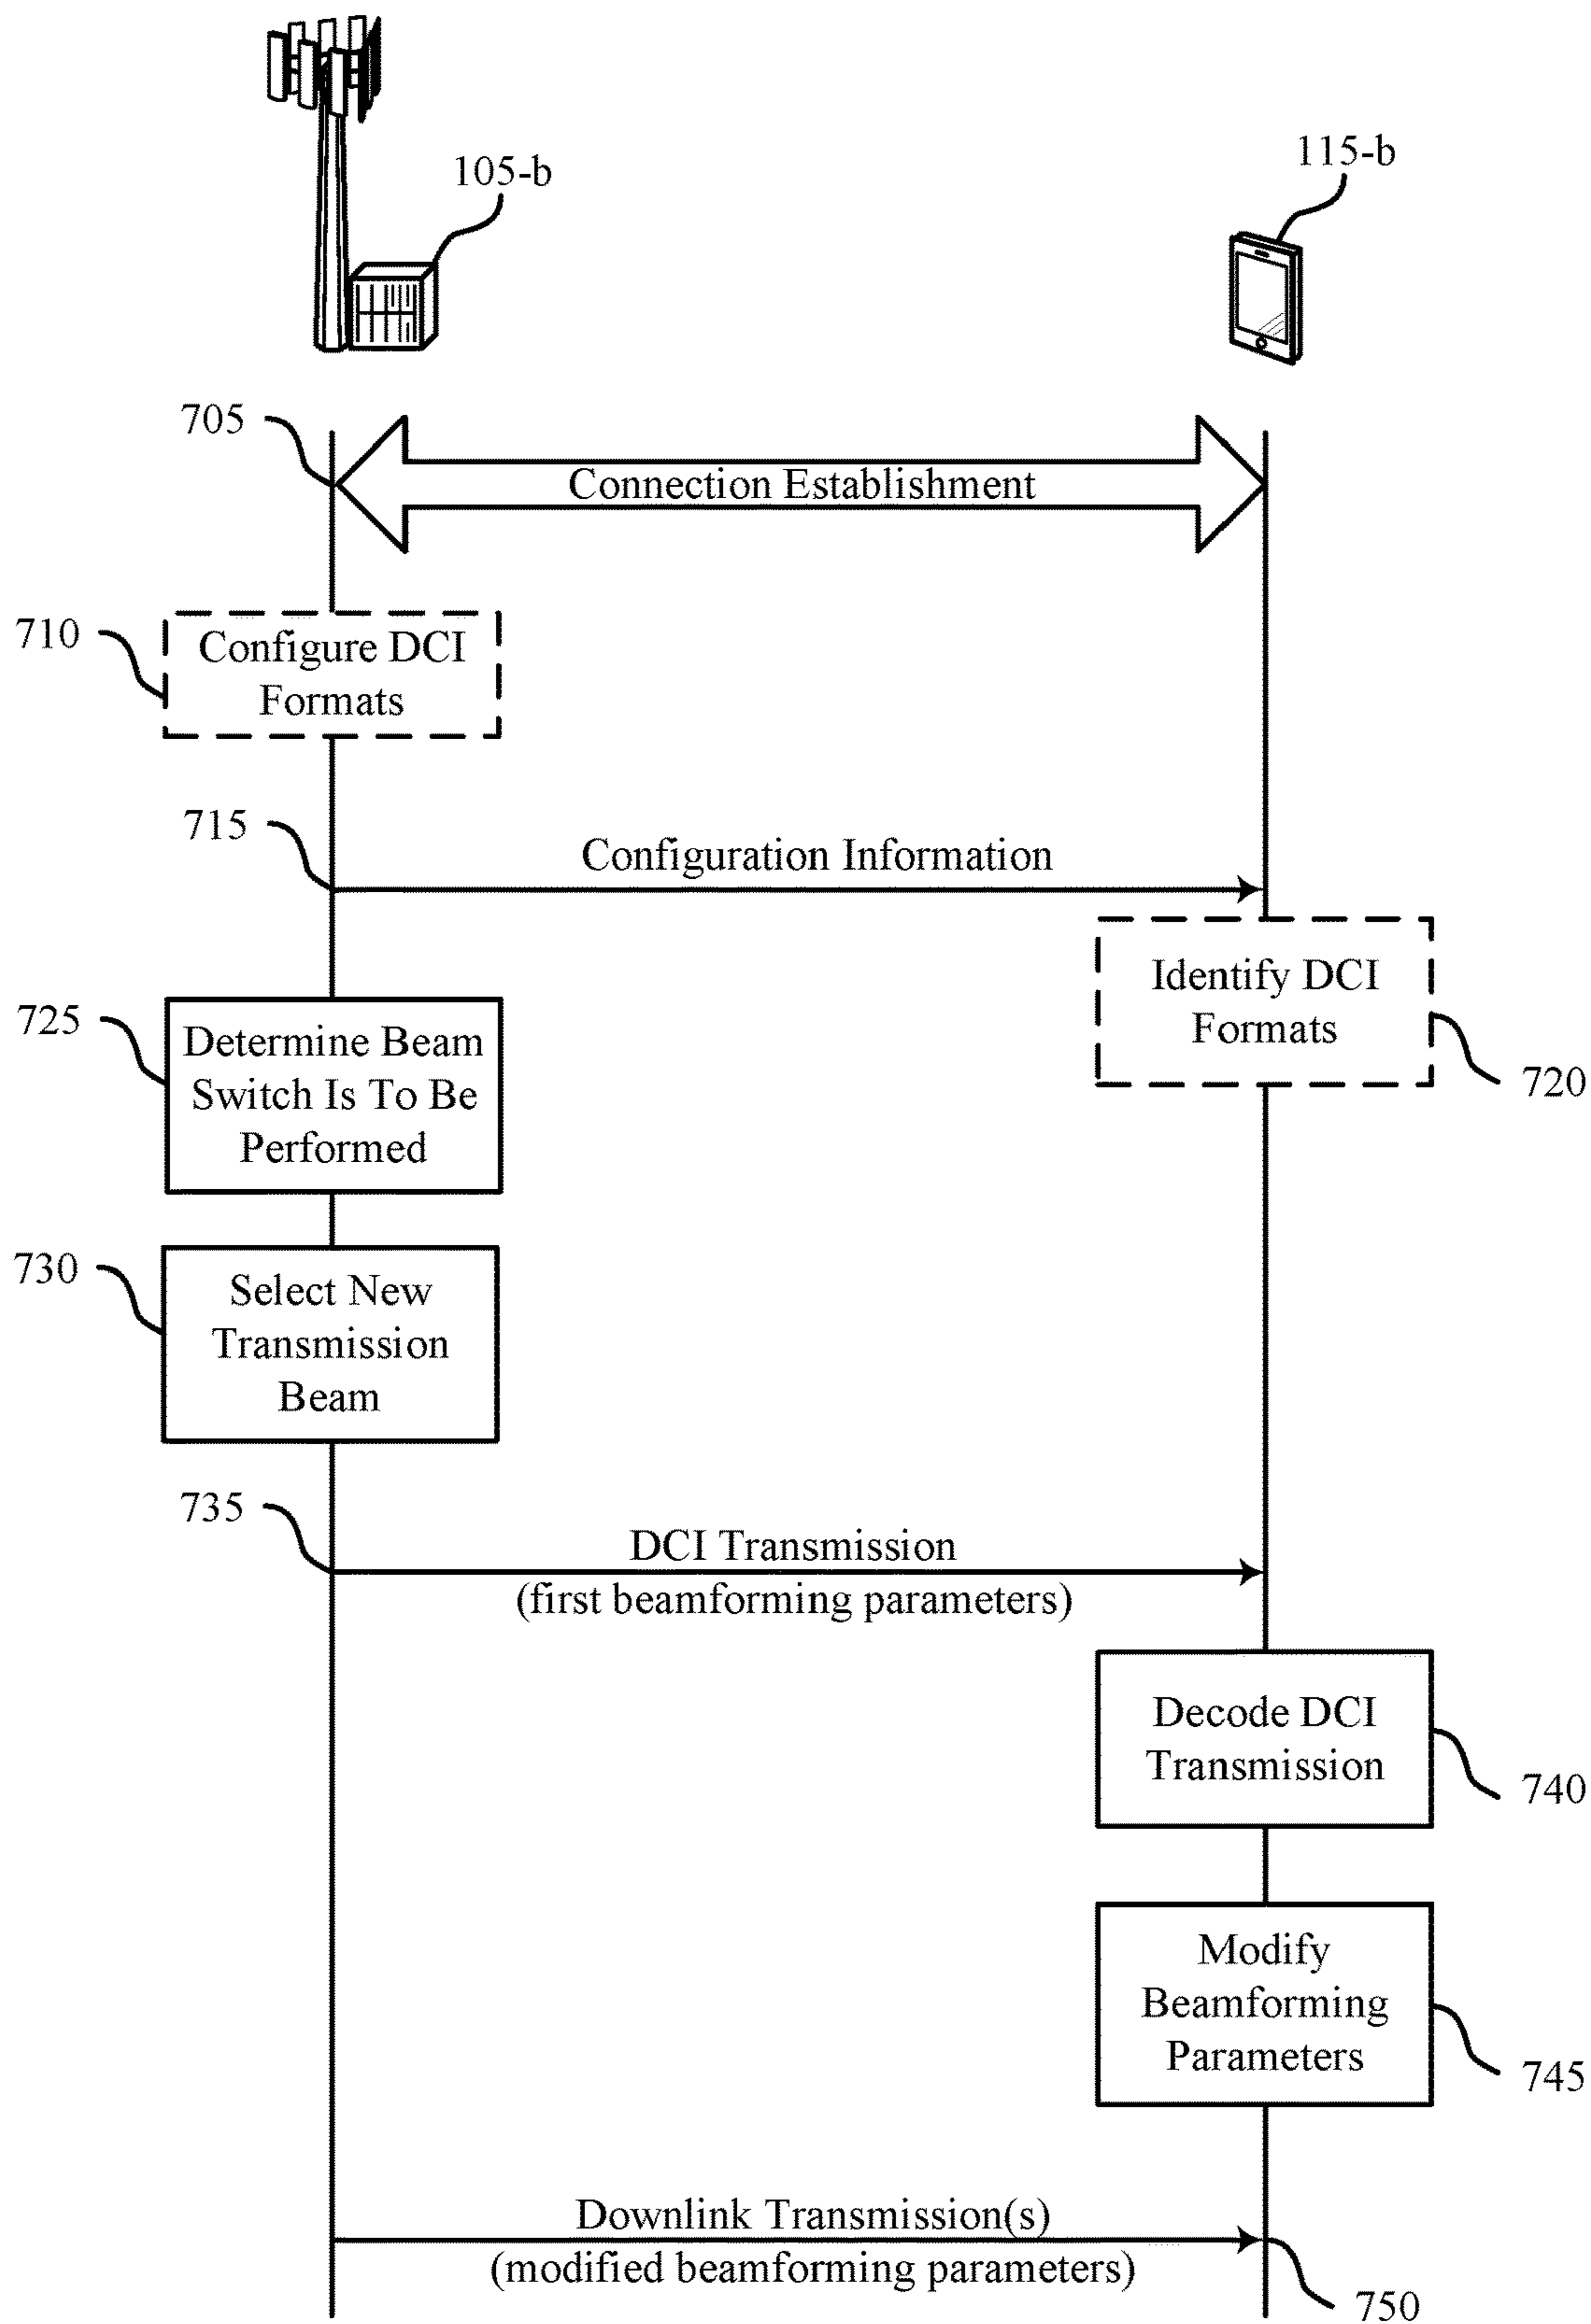 105-b
115-b
705
Connection Establishment
710
Configure DCI
Formats
715
Configuration Information
Identify DCI
Formats
720
725
Determine Beam
Switch Is To Be
Performed
730
Select New
Transmission
Beam
735
DCI Transmission
(first beamforming parameters)
Decode DCI
Transmission
740
Modify
Beamforming
Parameters
745
Downlink Transmission(s)
(modified beamforming parameters)
750